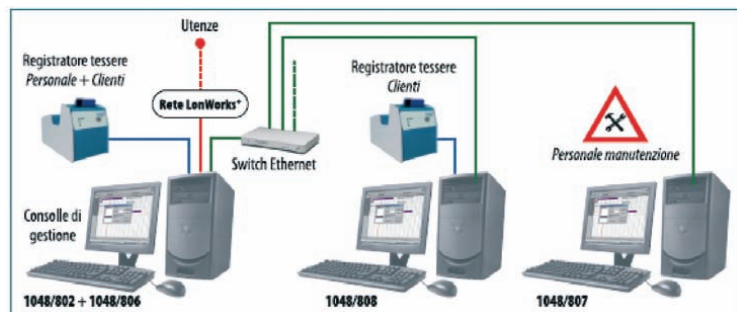 Utenze
Registratore tessere
Personale + Clienti
Rete LonWorks+
Switch Ethernet
Registratore tessere
Clienti
Personale manutenzione
Consolle di
gestione
1048/802 + 1048/806
1048/808
1048/807